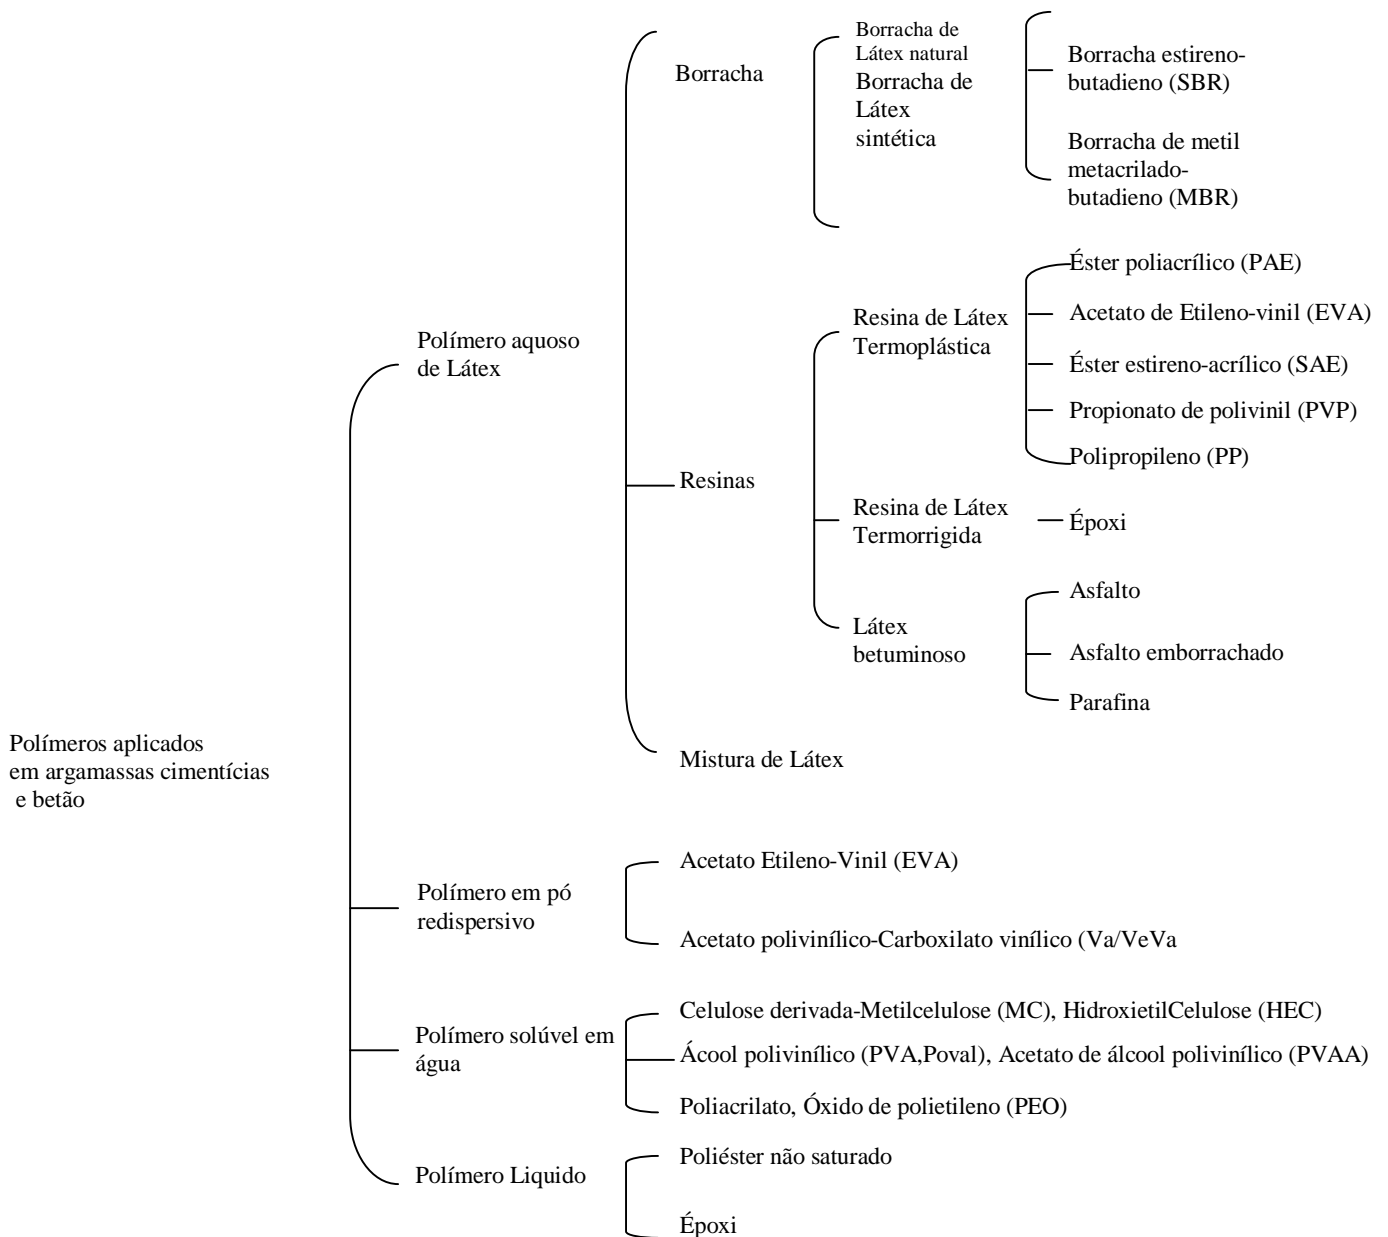 Borracha
Borracha de
Látex natural
Borracha de
Látex
sintética
Borracha estireno-
butadieno (SBR)
Borracha de metil
metacrilado-
butadieno (MBR)
Polímero aquoso
de Látex
Resinas
Resina de Látex
Termoplástica
Éster poliacrílico (PAE)
Acetato de Etileno-vinil (EVA)
Éster estireno-acrílico (SAE)
Propionato de polivinil (PVP)
Polipropileno (PP)
Resina de Látex
Termorrigida
Époxi
Látex
betuminoso
Asfalto
Asfalto emborrachado
Parafina
Mistura de Látex
Polímeros aplicados
em argamassas cimentícias
e betão
Polímero em pó
redispersivo
Acetato Etileno-Vinil (EVA)
Acetato polivinílico-Carboxilato vinílico (Va/VeVa
Polímero solúvel em
água
Celulose derivada-Metilcelulose (MC), HidroxietilCelulose (HEC)
Ácool polivinílico (PVA,Poval), Acetato de álcool polivinílico (PVAA)
Poliacrilato, Óxido de polietileno (PEO)
Polímero Liquido
Poliéster não saturado
Époxi